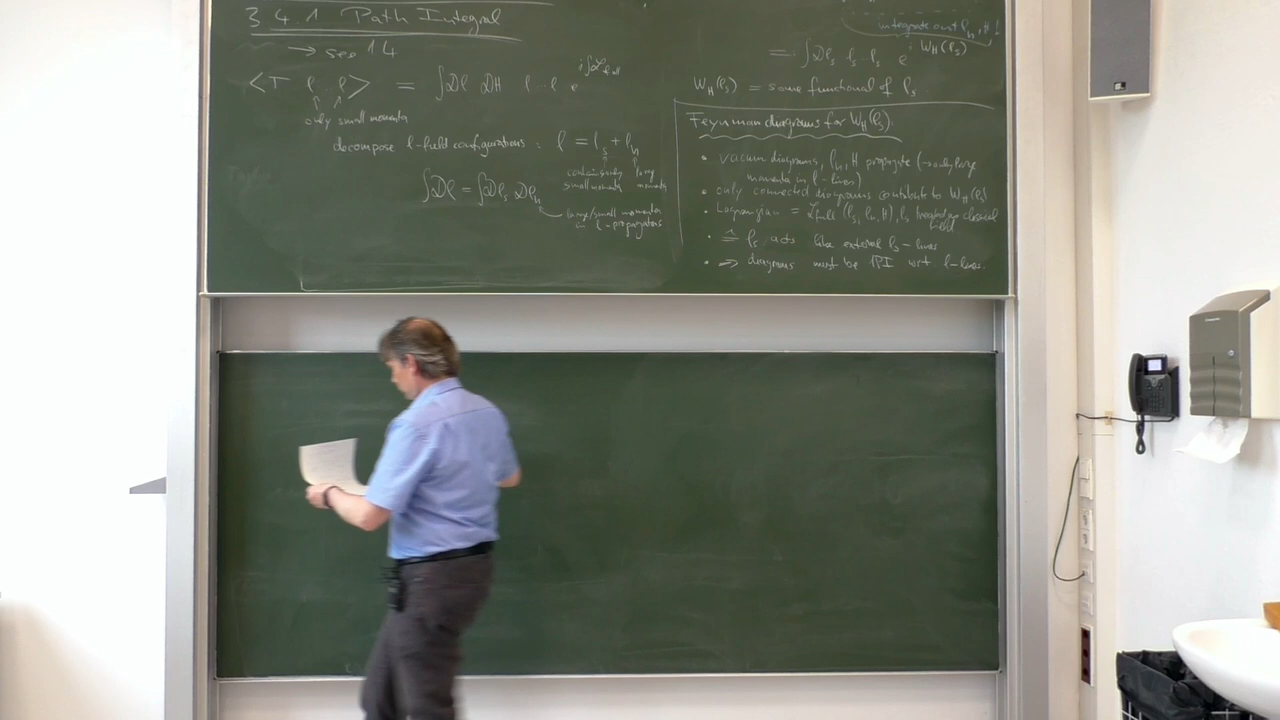 3.4.1 Path Integral
→ see 1.4
<T l...l> = ∫Dl DH l...l e^{i∫L_full}
only small momenta
decompose l-field configurations : l = l_s + l_h
contains only small momenta
large momenta
∫Dl = ∫Dl_s Dl_h
large/small momenta in l-propagators
integrate out l_h, H !
= ∫Dl_s l_s...l_s e^{i W_H(l_s)}
W_H(l_s) = some functional of l_s
Feynman diagrams for W_H(l_s)
• vacuum diagrams, l_h, H propagate (→ only large
momenta in l-lines)
• only connected diagrams contribute to W_H(l_s)
• Lagrangian = L_full (l_s, l_h, H), l_s treated as classical
field
• ≙ l_s acts like external l_s-lines
• ⇒ diagrams must be 1PI wrt l-lines.